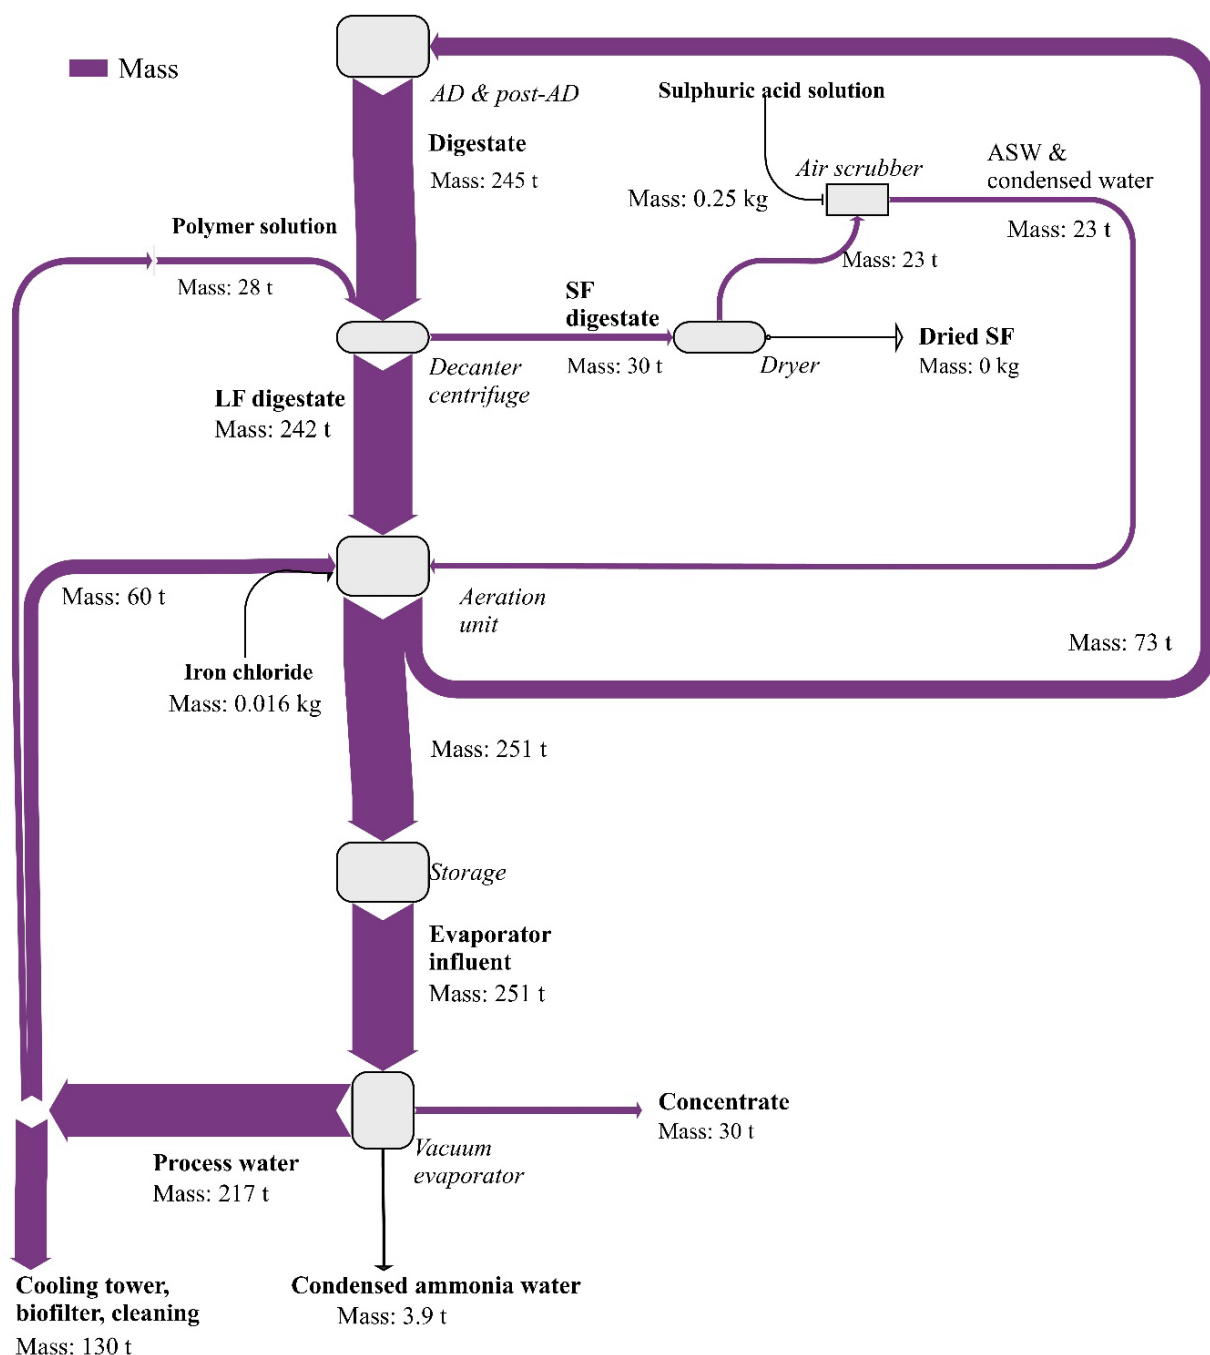 Mass
AD & post-AD
Sulphuric acid solution
Digestate
Mass: 245 t
Air scrubber
ASW &
condensed water
Mass: 0.25 kg
Mass: 23 t
Polymer solution
Mass: 28 t
Mass: 23 t
SF
digestate
Mass: 30 t
Dryer
Dried SF
Mass: 0 kg
Decanter
centrifuge
LF digestate
Mass: 242 t
Mass: 60 t
Aeration
unit
Iron chloride
Mass: 0.016 kg
Mass: 73 t
Mass: 251 t
Storage
Evaporator
influent
Mass: 251 t
Concentrate
Mass: 30 t
Vacuum
evaporator
Process water
Mass: 217 t
Cooling tower,
biofilter, cleaning
Mass: 130 t
Condensed ammonia water
Mass: 3.9 t